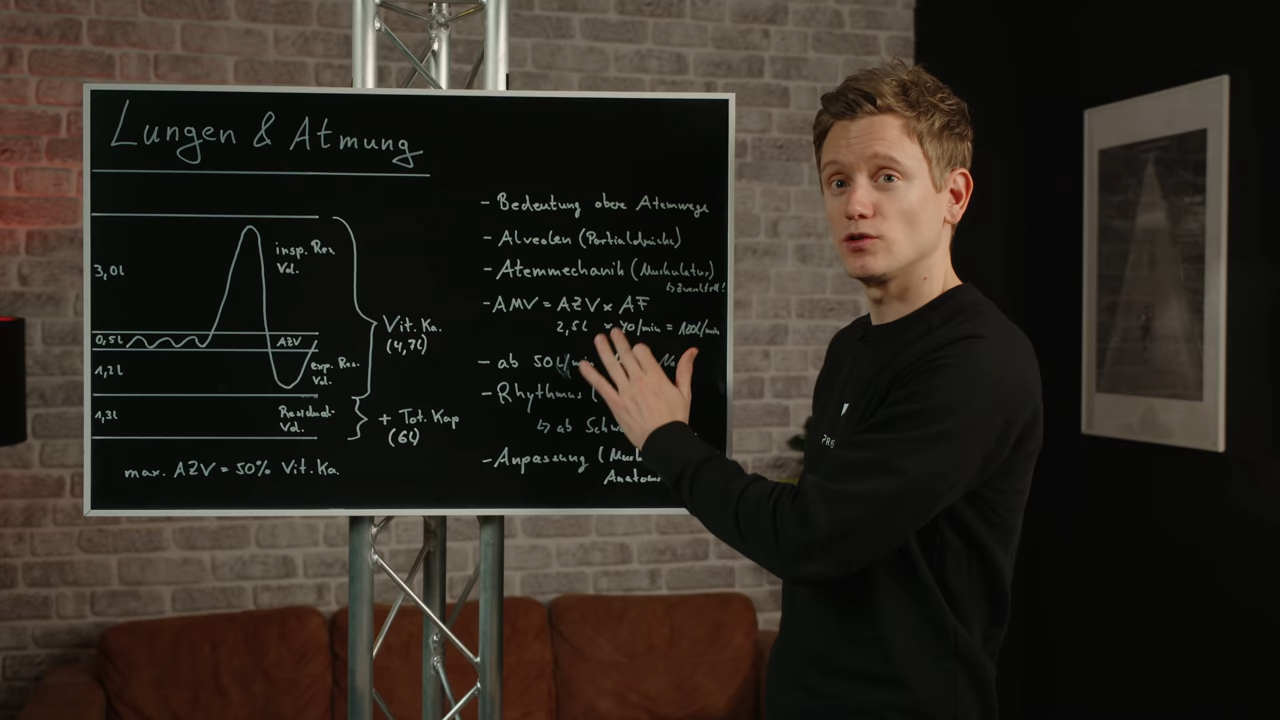 Lungen & Atmung
3,0l
insp. Res.
Vol.
0,5l
AZV
1,2l
exp. Res.
Vol.
1,3l
Residual-
Vol.
Vit. Ka.
(4,7l)
+ Tot. Kap
(6l)
max. AZV = 50% Vit. Ka.
- Bedeutung obere Atemwege
- Alveolen (Partialdrücke)
- Atemmechanik (Muskulatur)
↳ Zwerchfell!
- AMV = AZV x AF
2,5l x 40/min = 100l/min
- ab 50l/min
- Rhythmus (
↳ ab
- Anpassung (